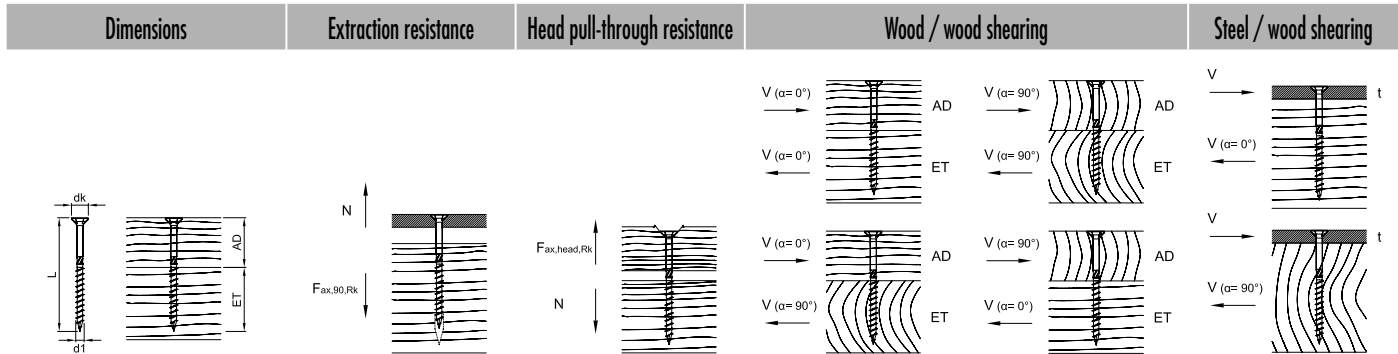 Dimensions
Extraction resistance
Head pull-through resistance
Wood / wood shearing
Steel / wood shearing
dk
L
d1
AD
ET
N
Fax,90,Rk
Fax,head,Rk
N
V (α= 0°)
AD
V (α= 0°)
ET
V (α= 90°)
AD
V (α= 90°)
ET
V (α= 0°)
AD
V (α= 90°)
ET
V (α= 90°)
AD
V (α= 0°)
ET
V
t
V (α= 0°)
V
t
V (α= 90°)